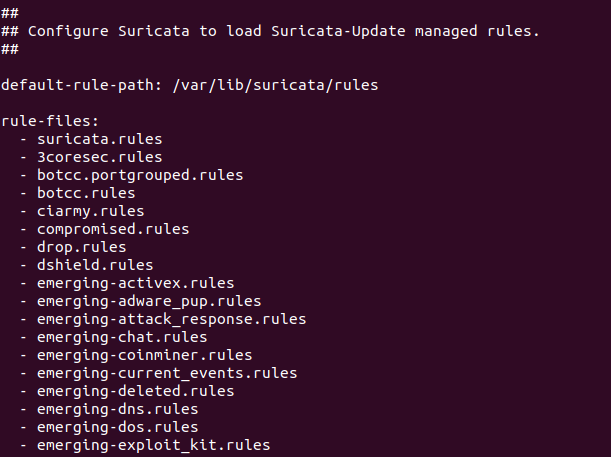 ##
## Configure Suricata to load Suricata-Update managed rules.
##
default-rule-path: /var/lib/suricata/rules
rule-files:
- suricata.rules
- 3coresec.rules
- botcc.portgrouped.rules
- botcc.rules
- ciarmy.rules
- compromised.rules
- drop.rules
- dshield.rules
- emerging-activex.rules
- emerging-adware_pup.rules
- emerging-attack_response.rules
- emerging-chat.rules
- emerging-coinminer.rules
- emerging-current_events.rules
- emerging-deleted.rules
- emerging-dns.rules
- emerging-dos.rules
- emerging-exploit_kit.rules